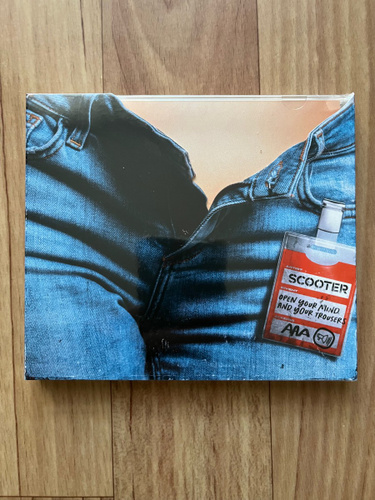 SCOOTER
OPEN YOUR MIND
AND YOUR TROUSERS
AAA